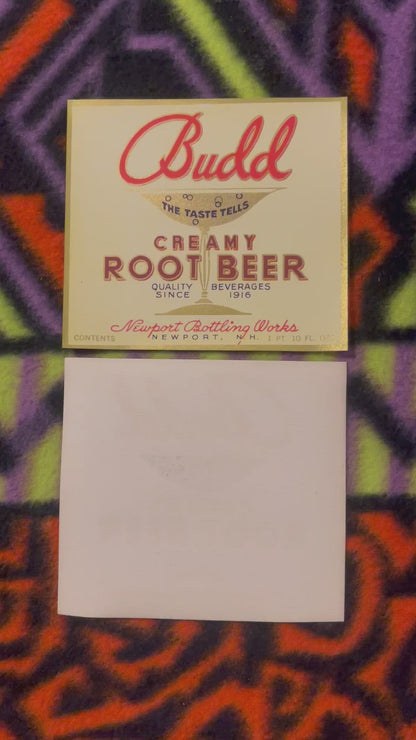 Budd
THE TASTE TELLS
CREAMY
ROOT BEER
QUALITY BEVERAGES
SINCE 1916
Newport Bottling Works
CONTENTS NEWPORT, N.H. 1 PT. 10 FL. OZ.